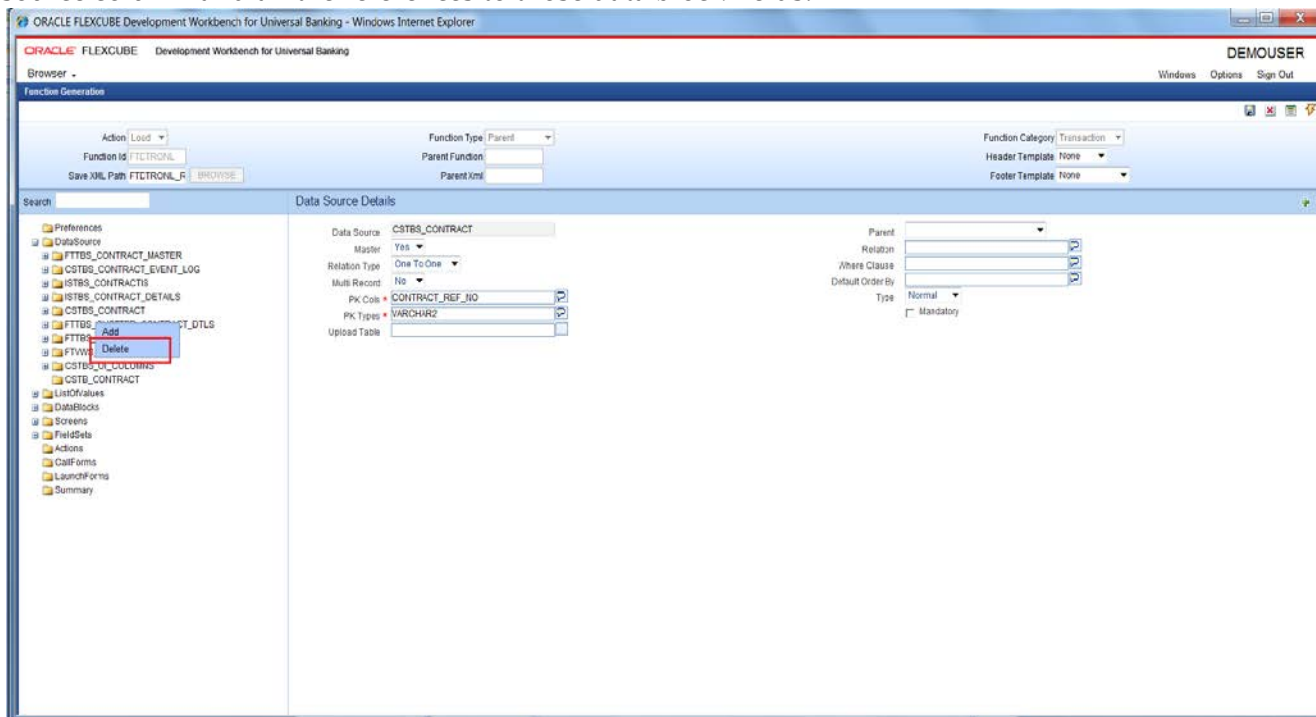 ORACLE FLEXCUBE Development Workbench for Universal Banking - Windows Internet Explorer
ORACLE FLEXCUBE Development Workbench for Universal Banking
DEMOUSER
Browser
Windows Options Sign Out
Function Generation
Action Load
Function Type Parent
Function Category Transaction
Function Id FTCTRONL
Parent Function
Header Template None
Save XML Path FTCTRONL_R BROWSE
Parent Xml
Footer Template None
Search
Data Source Details
Preferences
DataSource
FTTBS_CONTRACT_MASTER
CSTBS_CONTRACT_EVENT_LOG
ISTBS_CONTRACTIS
ISTBS_CONTRACT_DETAILS
CSTBS_CONTRACT
CONTRACT_DTLS
Add
Delete
CSTBS_UI_COLUMNS
CSTB_CONTRACT
ListOfValues
DataBlocks
Screens
FieldSets
Actions
CallForms
LaunchForms
Summary
Data Source CSTBS_CONTRACT
Master Yes
Relation Type One To One
Multi Record No
PK Cols * CONTRACT_REF_NO
PK Types * VARCHAR2
Upload Table
Parent
Relation
Where Clause
Default Order By
Type Normal
Mandatory